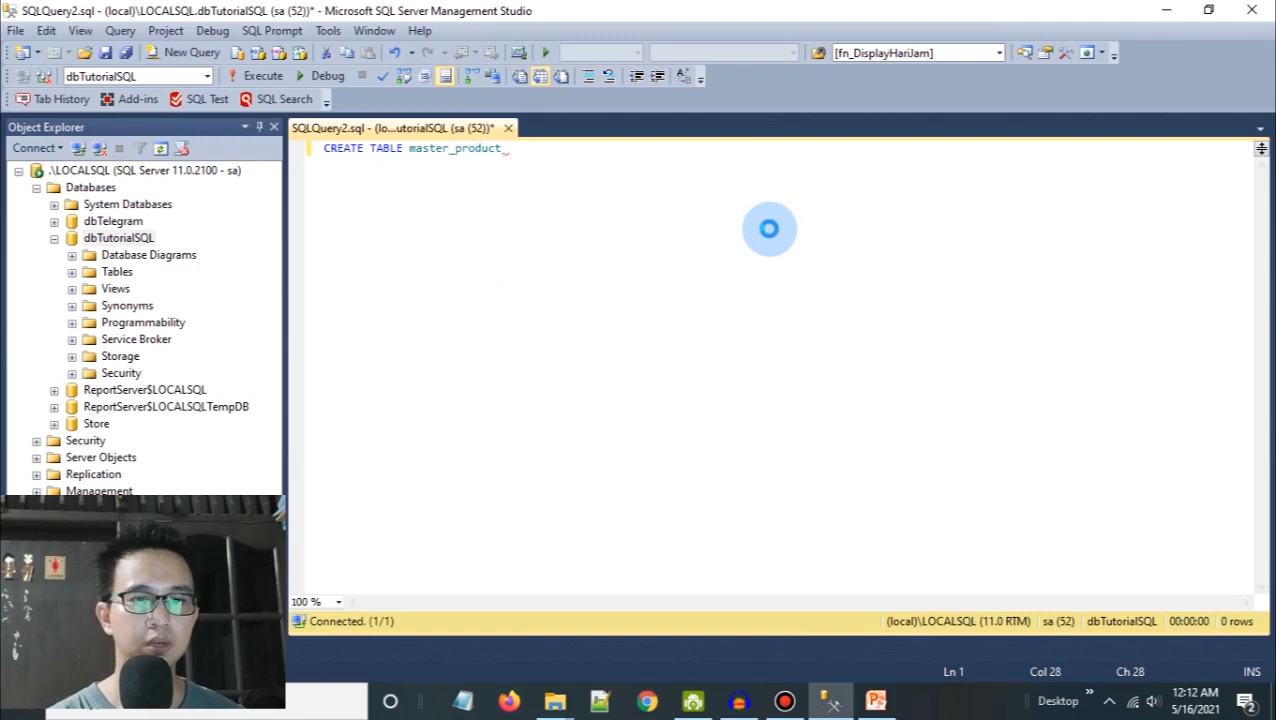 SQLQuery2.sql - (local)\LOCALSQL.dbTutorialSQL (sa (52))* - Microsoft SQL Server Management Studio
File Edit View Query Project Debug SQL Prompt Tools Window Help
New Query [fn_DisplayHariJam]
dbTutorialSQL Execute Debug
Tab History Add-ins SQL Test SQL Search
Object Explorer
Connect
.\LOCALSQL (SQL Server 11.0.2100 - sa)
Databases
System Databases
dbTelegram
dbTutorialSQL
Database Diagrams
Tables
Views
Synonyms
Programmability
Service Broker
Storage
Security
ReportServer$LOCALSQL
ReportServer$LOCALSQLTempDB
Store
Security
Server Objects
Replication
Management
SQLQuery2.sql - (lo...utorialSQL (sa (52))*
CREATE TABLE master_product
100 %
Connected. (1/1) (local)\LOCALSQL (11.0 RTM) sa (52) dbTutorialSQL 00:00:00 0 rows
Ln 1 Col 28 Ch 28 INS
Desktop
12:12 AM
5/16/2021
2